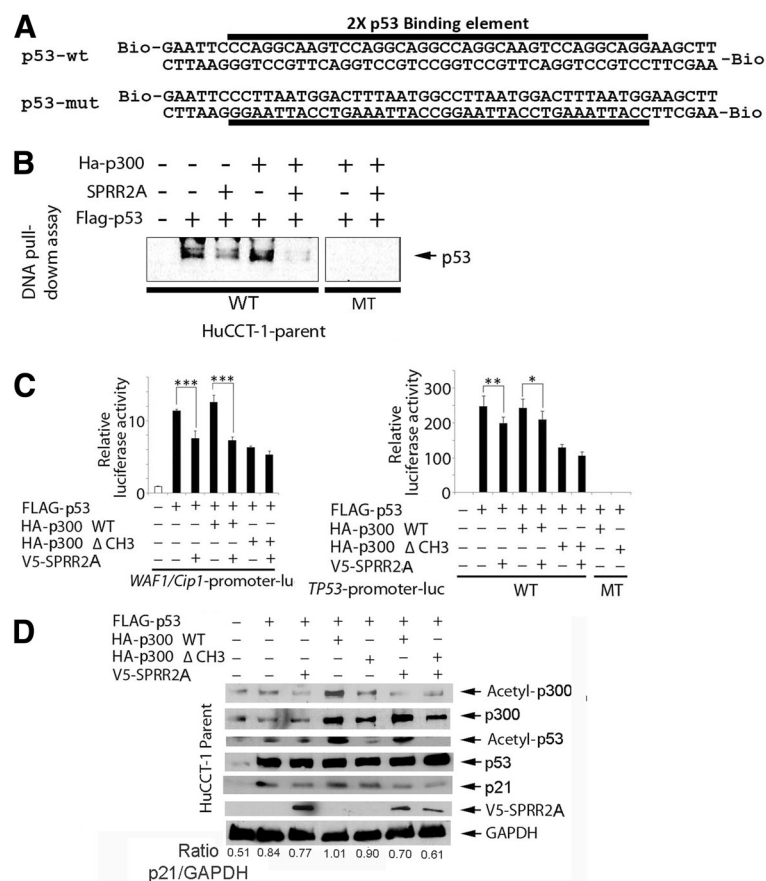 A
2X p53 Binding element
p53-wt
Bio-GAATTCCCAGGCAAGTCCAGGCAGGCCAGGCAAGTCCAGGCAGGAAGCTT
CTTAAGGGTCCGTTCAGGTCCGTCCGGTCCGTTCAGGTCCGTCCTTCGAA-Bio
p53-mut
Bio-GAATTCCCTTAATGGACTTTAATGGCCTTAATGGACTTTAATGGAAGCTT
CTTAAGGGAATTACCTGAAATTACCGGAATTACCTGAAATTACCTTCGAA-Bio
B
Ha-p300 - - - + + + +
SPRR2A - - + - + - +
Flag-p53 - + + + + + +
DNA pull-
dowm assay
p53
WT
MT
HuCCT-1-parent
C
Relative
luciferase activity
10
0
*** ***
FLAG-p53 - + + + + + +
HA-p300 WT - - - + + - -
HA-p300 Δ CH3 - - - - - + +
V5-SPRR2A - - + - + - +
WAF1/Cip1-promoter-lu
Relative
luciferase activity
300
200
100
0
** *
FLAG-p53 - + + + + + + + +
HA-p300 WT - - - + + - - + -
HA-p300 Δ CH3 - - - - - + + - +
V5-SPRR2A - - + - + - + - -
TP53-promoter-luc
WT
MT
D
FLAG-p53 - + + + + + +
HA-p300 WT - - - + - + -
HA-p300 Δ CH3 - - - - + - +
V5-SPRR2A - - + - - + +
HuCCT-1 Parent
Acetyl-p300
p300
Acetyl-p53
p53
p21
V5-SPRR2A
GAPDH
Ratio 0.51 0.84 0.77 1.01 0.90 0.70 0.61
p21/GAPDH